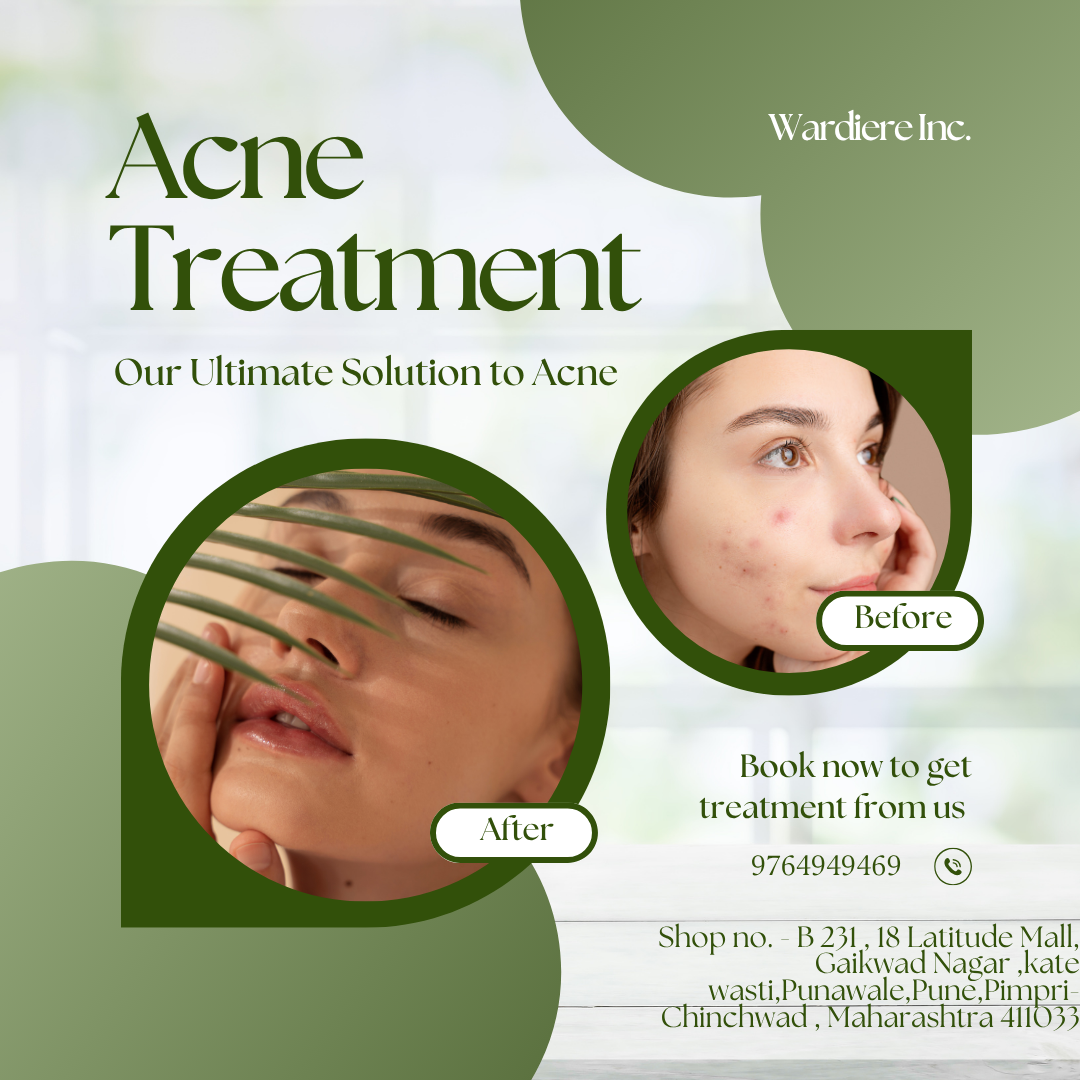 Wardiere Inc.
Acne
Treatment
Our Ultimate Solution to Acne
Before
After
Book now to get
treatment from us
9764949469
Shop no. - B 231 , 18 Latitude Mall,
Gaikwad Nagar ,kate
wasti,Punawale,Pune,Pimpri-
Chinchwad , Maharashtra 411033